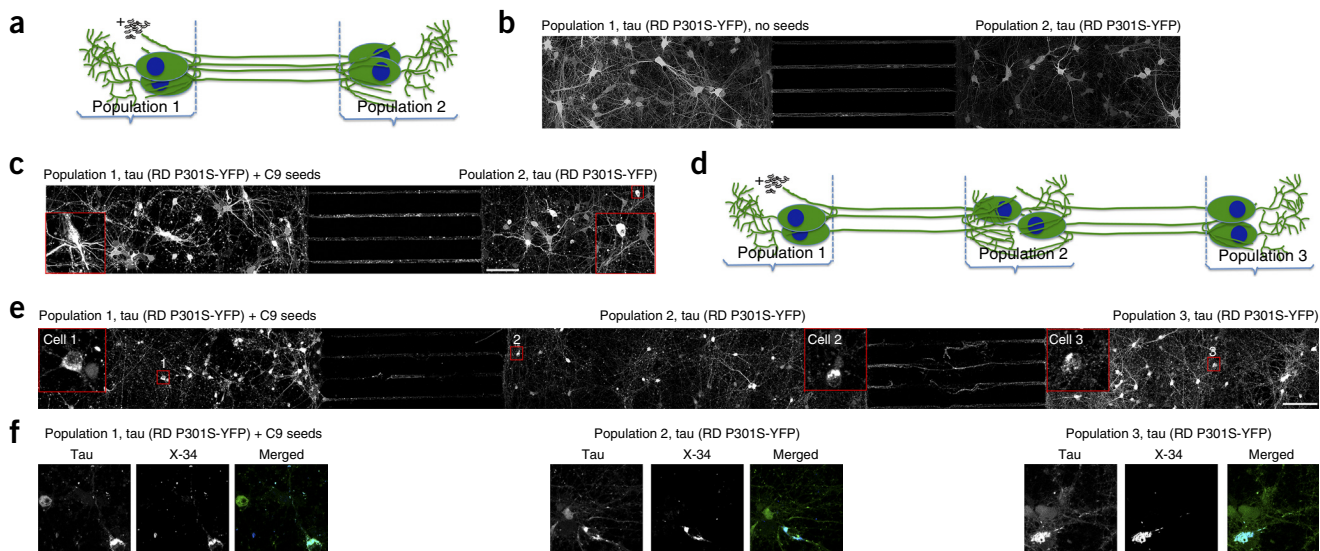 a
+
Population 1
Population 2
b
Population 1, tau (RD P301S-YFP), no seeds
Population 2, tau (RD P301S-YFP)
c
Population 1, tau (RD P301S-YFP) + C9 seeds
Poulation 2, tau (RD P301S-YFP)
d
+
Population 1
Population 2
Population 3
e
Population 1, tau (RD P301S-YFP) + C9 seeds
Population 2, tau (RD P301S-YFP)
Population 3, tau (RD P301S-YFP)
Cell 1
1
2
Cell 2
Cell 3
3
f
Population 1, tau (RD P301S-YFP) + C9 seeds
Tau
X-34
Merged
Population 2, tau (RD P301S-YFP)
Tau
X-34
Merged
Population 3, tau (RD P301S-YFP)
Tau
X-34
Merged